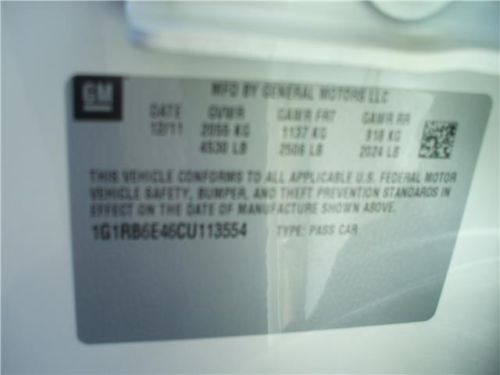 GM
MFD BY GENERAL MOTORS LLC
DATE GVWR GAWR FRT GAWR RR
12/11 2055 KG 1137 KG 918 KG
4530 LB 2506 LB 2024 LB
THIS VEHICLE CONFORMS TO ALL APPLICABLE U.S. FEDERAL MOTOR
VEHICLE SAFETY, BUMPER, AND THEFT PREVENTION STANDARDS IN
EFFECT ON THE DATE OF MANUFACTURE SHOWN ABOVE.
1G1RB6E46CU113554 TYPE: PASS CAR